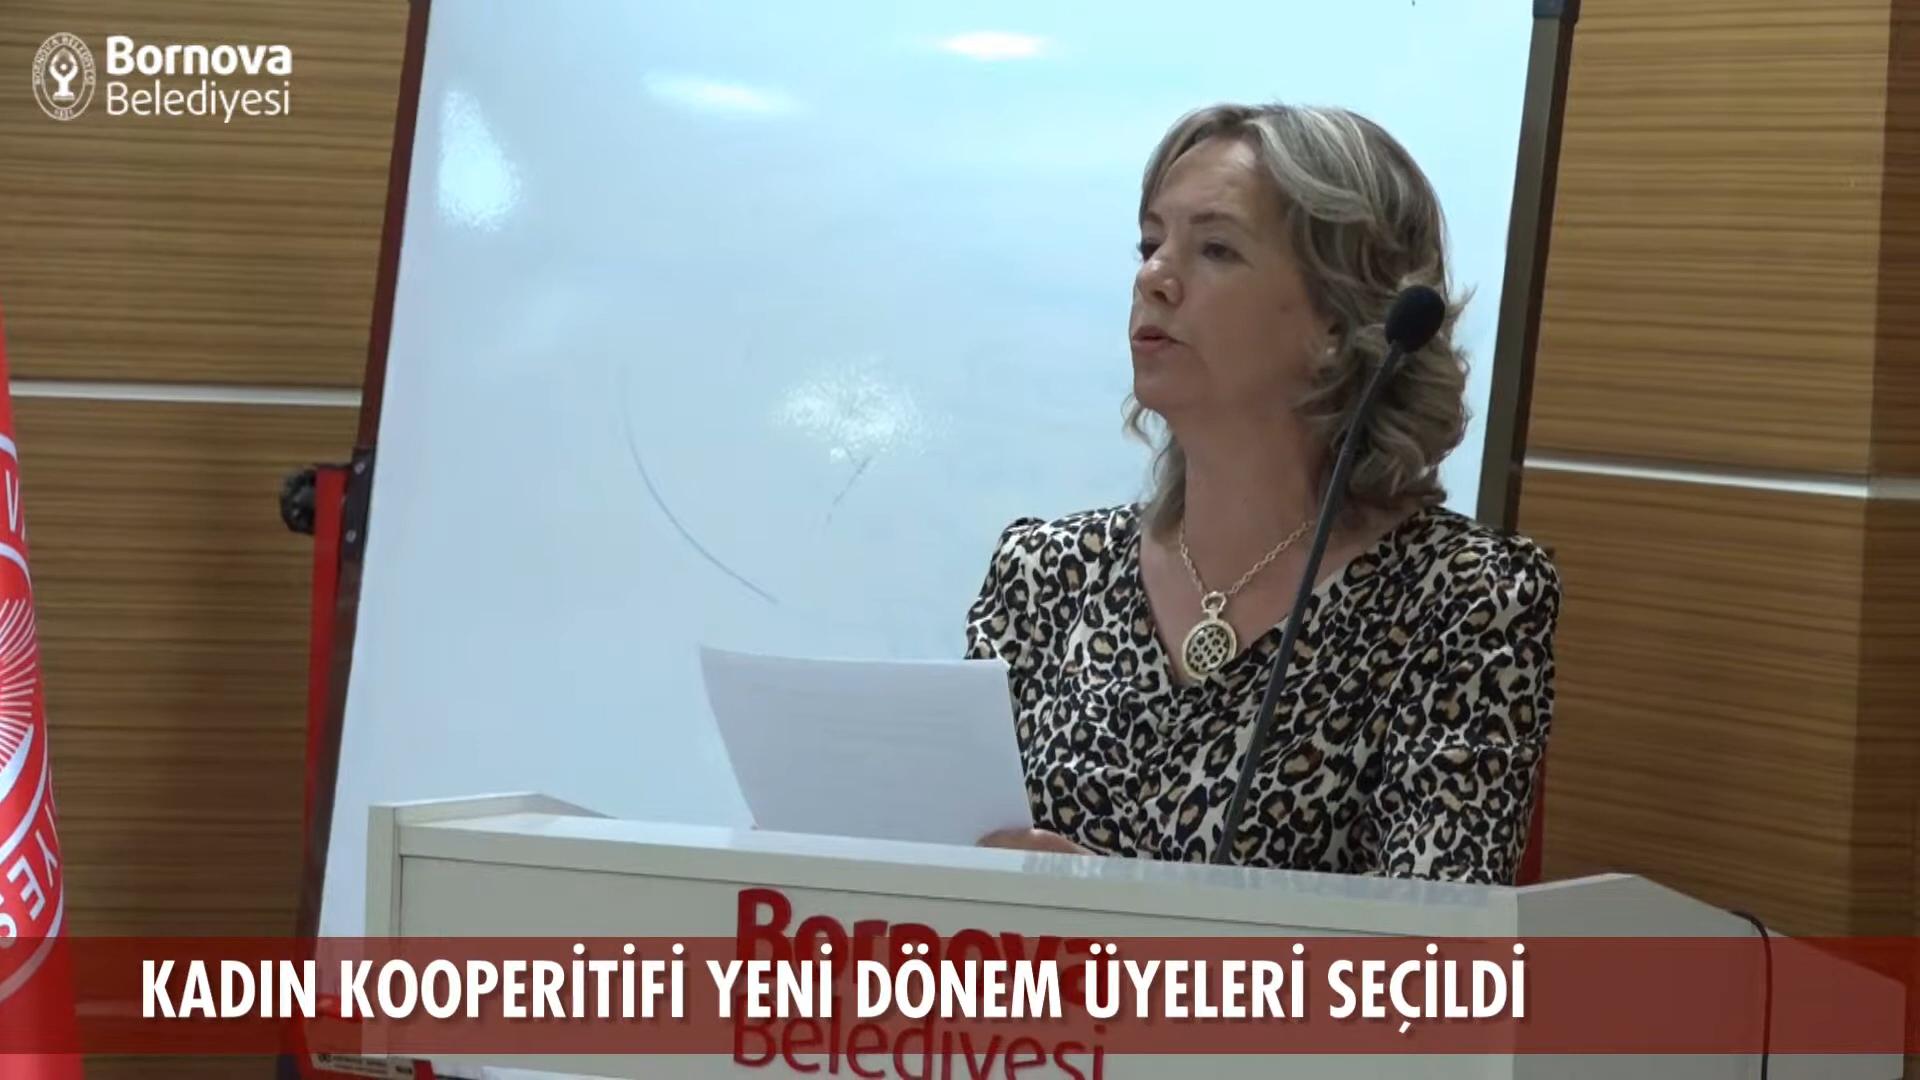 Bornova
Belediyesi
Bornova
Belediyesi
KADIN KOOPERİTİFİ YENİ DÖNEM ÜYELERİ SEÇİLDİ